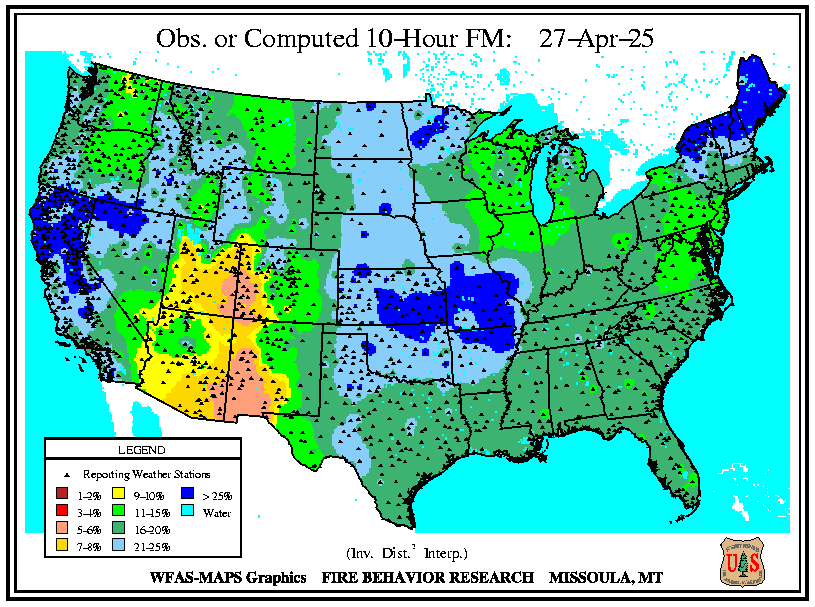 Obs. or Computed 10-Hour FM: 27-Apr-25
LEGEND
Reporting Weather Stations
1-2% 9-10% > 25%
3-4% 11-15% Water
5-6% 16-20%
7-8% 21-25%
(Inv. Dist.² Interp.)
WFAS-MAPS Graphics FIRE BEHAVIOR RESEARCH MISSOULA, MT
U S